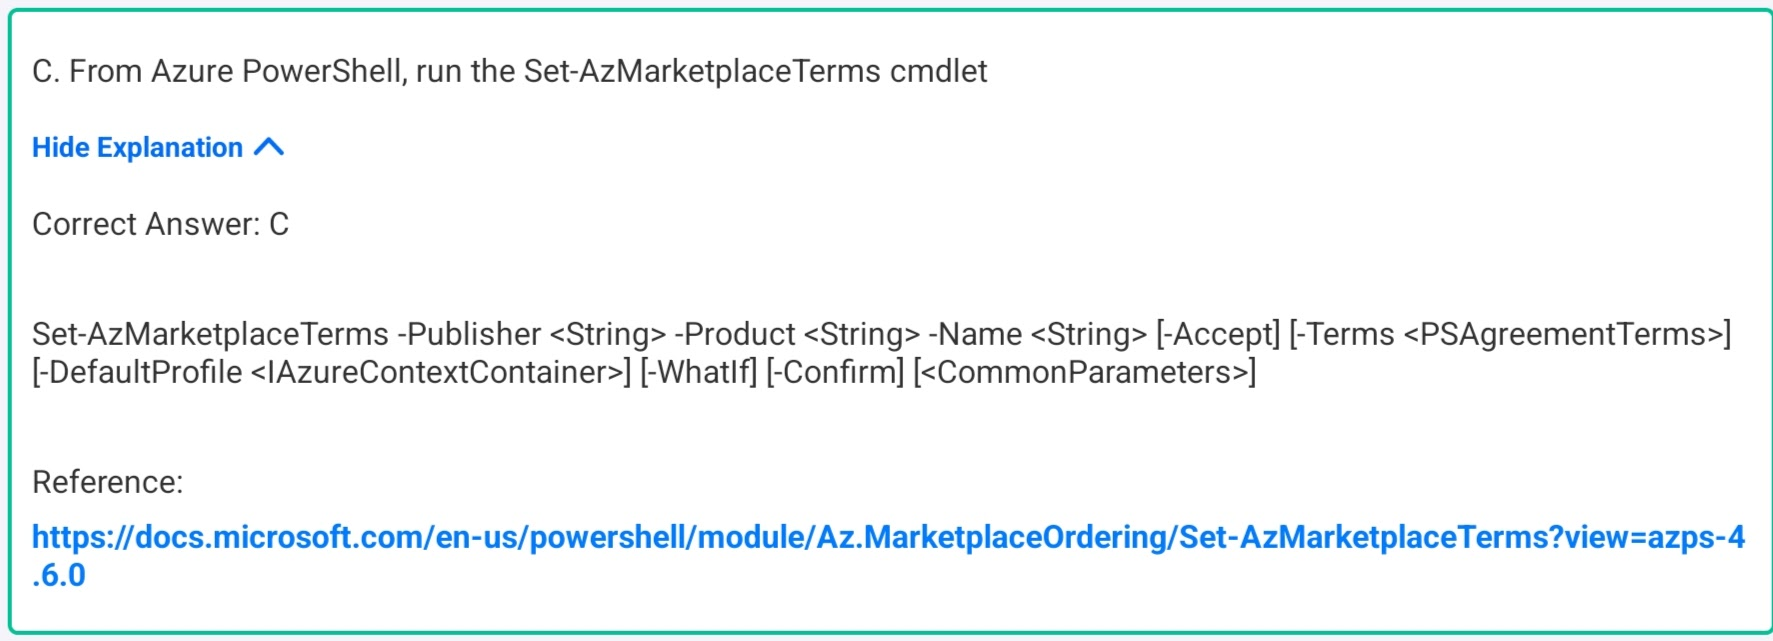 C. From Azure PowerShell, run the Set-AzMarketplaceTerms cmdlet
Hide Explanation
Correct Answer: C
Set-AzMarketplaceTerms -Publisher <String> -Product <String> -Name <String> [-Accept] [-Terms <PSAgreementTerms>]
[-DefaultProfile <IAzureContextContainer>] [-WhatIf] [-Confirm] [<CommonParameters>]
Reference:
https://docs.microsoft.com/en-us/powershell/module/Az.MarketplaceOrdering/Set-AzMarketplaceTerms?view=azps-4
.6.0